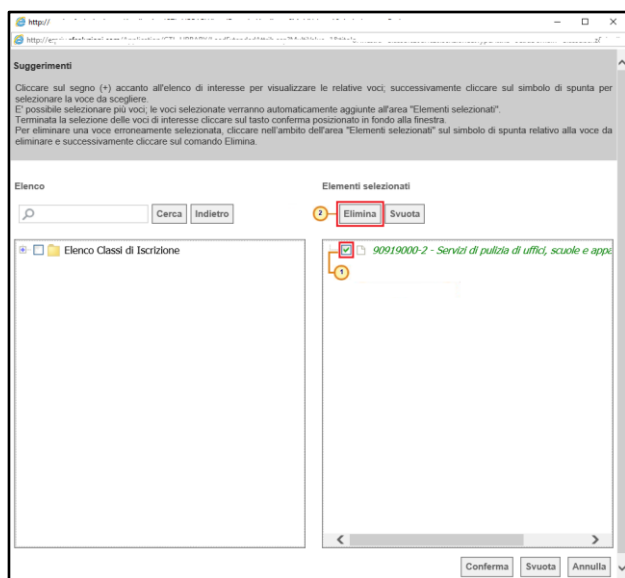 http://
Suggerimenti
Cliccare sul segno (+) accanto all'elenco di interesse per visualizzare le relative voci; successivamente cliccare sul simbolo di spunta per
selezionare la voce da scegliere.
E' possibile selezionare più voci; le voci selezionate verranno automaticamente aggiunte all'area "Elementi selezionati".
Terminata la selezione delle voci di interesse cliccare sul tasto conferma posizionato in fondo alla finestra.
Per eliminare una voce erroneamente selezionata, cliccare nell'ambito dell'area "Elementi selezionati" sul simbolo di spunta relativo alla voce da
eliminare e successivamente cliccare sul comando Elimina.
Elenco
Elementi selezionati
Cerca Indietro
2 Elimina Svuota
Elenco Classi di Iscrizione
90919000-2 - Servizi di pulizia di uffici, scuole e appa
1
Conferma Svuota Annulla